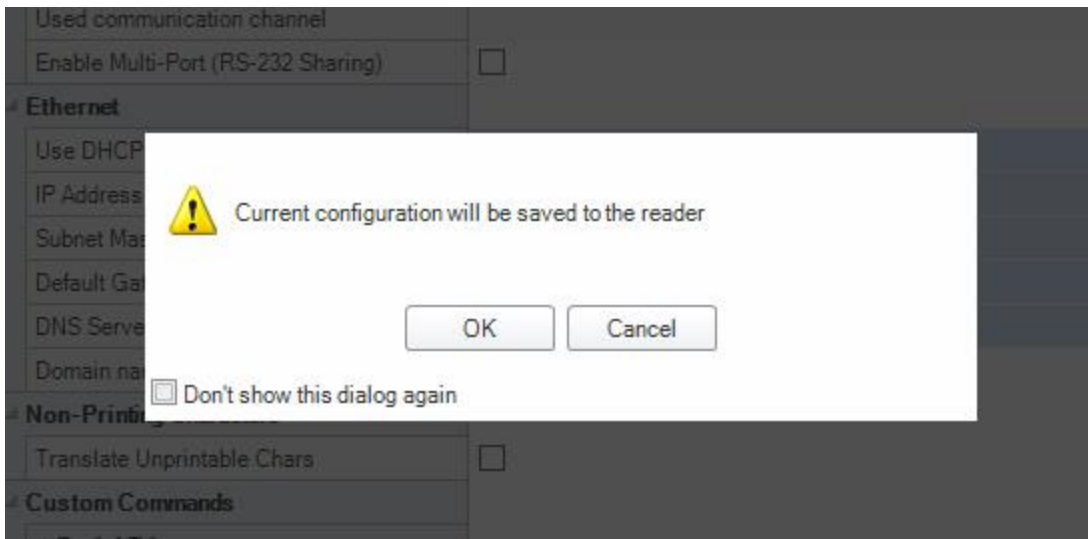 Used communication channel
Enable Multi-Port (RS-232 Sharing)
Ethernet
Use DHCP
IP Address
Current configuration will be saved to the reader
Subnet Mas
Default Gat
DNS Serve
OK Cancel
Domain na
Don't show this dialog again
Non-Printing Characters
Translate Unprintable Chars
Custom Commands